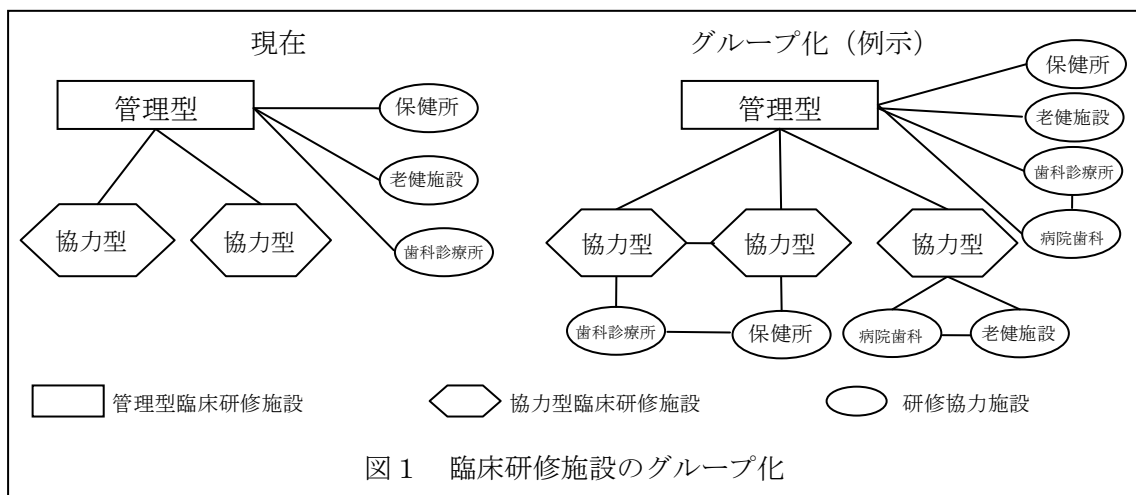 現在
管理型
保健所
老健施設
歯科診療所
協力型
協力型
グループ化（例示）
管理型
保健所
老健施設
歯科診療所
病院歯科
協力型
協力型
協力型
歯科診療所
保健所
病院歯科
老健施設
管理型臨床研修施設
協力型臨床研修施設
研修協力施設
図１　臨床研修施設のグループ化